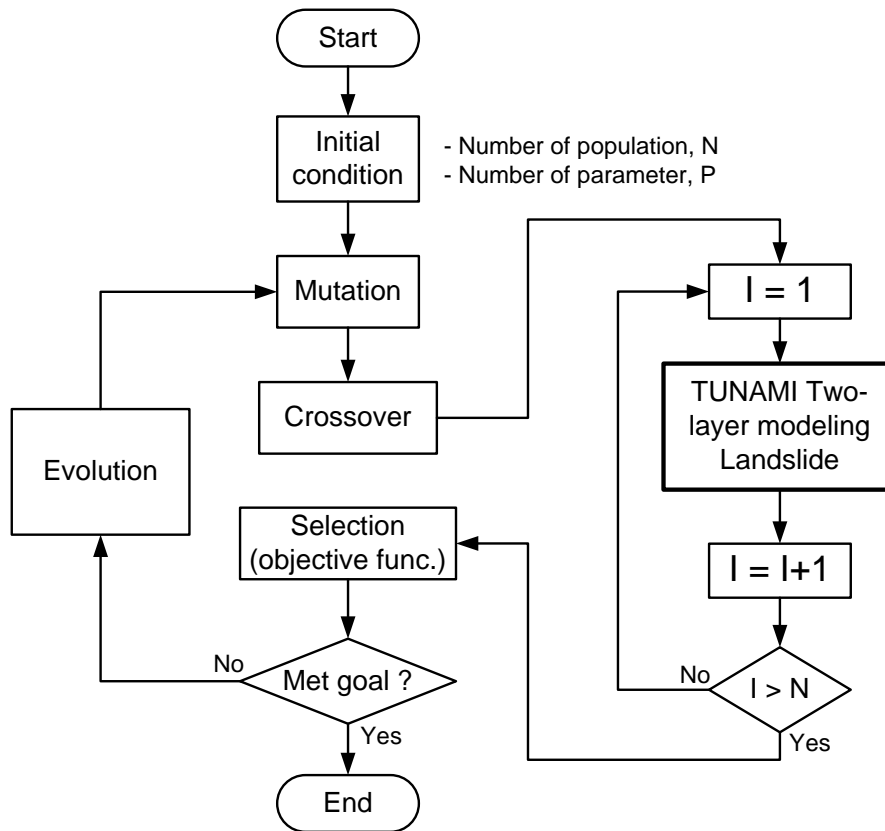 Start
Initial
condition
- Number of population, N
- Number of parameter, P
Mutation
I = 1
Crossover
TUNAMI Two-
layer modeling
Landslide
Evolution
Selection
(objective func.)
I = I+1
No
Met goal ?
Yes
No
I > N
Yes
End